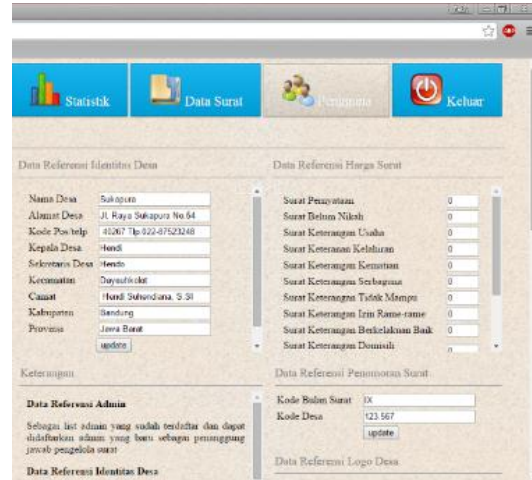 Statistik
Data Surat
Pengguna
Keluar
Data Referensi Identitas Desa
Nama Desa Sukapura
Alamat Desa Jl. Raya Sukapura No.54
Kode Pos/telp 40267 Tlp.022-87523248
Kepala Desa Hendi
Sekretaris Desa Hendo
Kecamatan Dayeuhkolot
Camat Hendi Suhendiana, S.SI
Kabupaten Bandung
Provinsi Jawa Barat
update
Keterangan
Data Referensi Admin
Sebagai list admin yang sudah terdaftar dan dapat
didaftarkan admin yang baru sebagai penanggung
jawab pengelola surat
Data Referensi Identitas Desa
Data Referensi Harga Surat
Surat Pernyataan 0
Surat Belum Nikah 0
Surat Keterangan Usaha 0
Surat Keteranan Kelahiran 0
Surat Keterangan Kematian 0
Surat Keterangan Serbaguna 0
Surat Keterangan Tidak Mampu 0
Surat Keterangan Izin Rame-rame 0
Surat Keterangan Berkelakuan Baik 0
Surat Keterangan Domisili 0
Data Referensi Penomoran Surat
Kode Bulan Surat IX
Kode Desa 123.567
update
Data Referensi Logo Desa